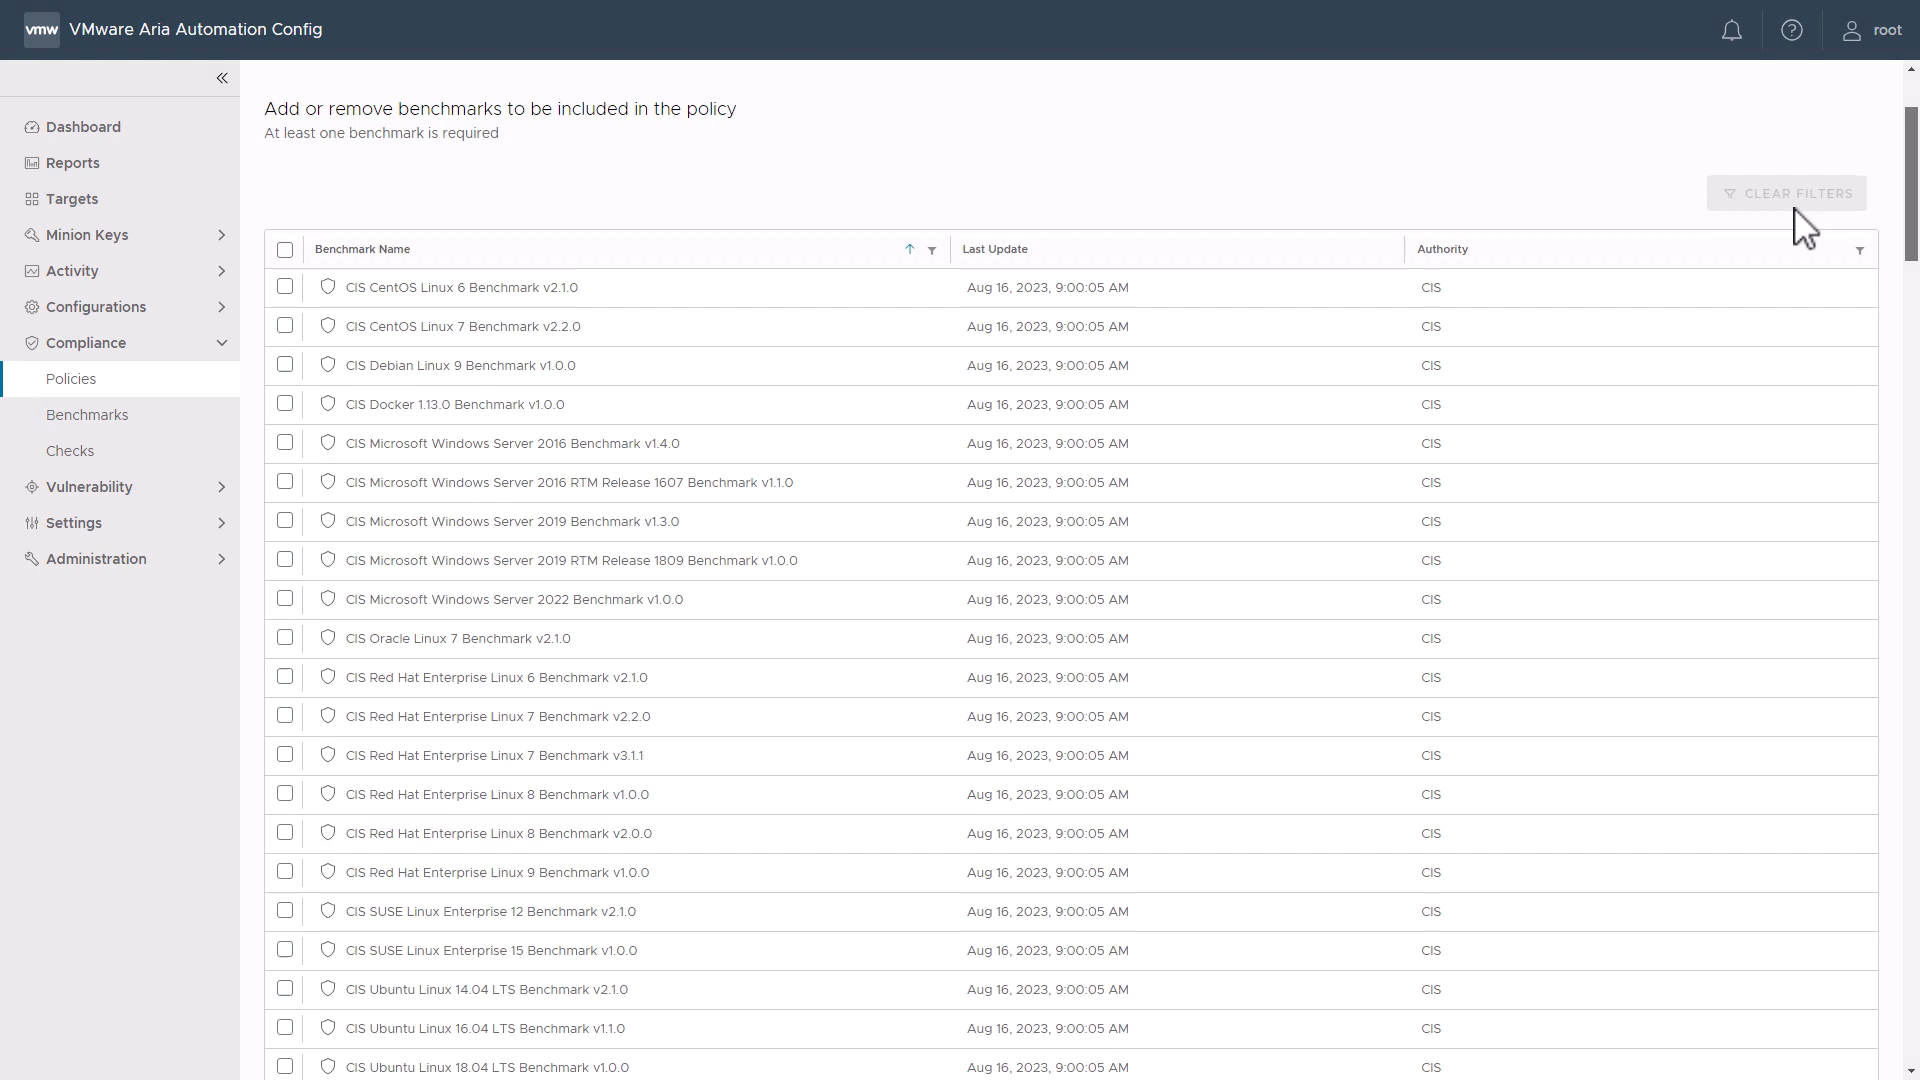 vmw VMware Aria Automation Config
root
Dashboard
Reports
Targets
Minion Keys
Activity
Configurations
Compliance
Policies
Benchmarks
Checks
Vulnerability
Settings
Administration
Add or remove benchmarks to be included in the policy
At least one benchmark is required
CLEAR FILTERS
Benchmark Name Last Update Authority
CIS CentOS Linux 6 Benchmark v2.1.0 Aug 16, 2023, 9:00:05 AM CIS
CIS CentOS Linux 7 Benchmark v2.2.0 Aug 16, 2023, 9:00:05 AM CIS
CIS Debian Linux 9 Benchmark v1.0.0 Aug 16, 2023, 9:00:05 AM CIS
CIS Docker 1.13.0 Benchmark v1.0.0 Aug 16, 2023, 9:00:05 AM CIS
CIS Microsoft Windows Server 2016 Benchmark v1.4.0 Aug 16, 2023, 9:00:05 AM CIS
CIS Microsoft Windows Server 2016 RTM Release 1607 Benchmark v1.1.0 Aug 16, 2023, 9:00:05 AM CIS
CIS Microsoft Windows Server 2019 Benchmark v1.3.0 Aug 16, 2023, 9:00:05 AM CIS
CIS Microsoft Windows Server 2019 RTM Release 1809 Benchmark v1.0.0 Aug 16, 2023, 9:00:05 AM CIS
CIS Microsoft Windows Server 2022 Benchmark v1.0.0 Aug 16, 2023, 9:00:05 AM CIS
CIS Oracle Linux 7 Benchmark v2.1.0 Aug 16, 2023, 9:00:05 AM CIS
CIS Red Hat Enterprise Linux 6 Benchmark v2.1.0 Aug 16, 2023, 9:00:05 AM CIS
CIS Red Hat Enterprise Linux 7 Benchmark v2.2.0 Aug 16, 2023, 9:00:05 AM CIS
CIS Red Hat Enterprise Linux 7 Benchmark v3.1.1 Aug 16, 2023, 9:00:05 AM CIS
CIS Red Hat Enterprise Linux 8 Benchmark v1.0.0 Aug 16, 2023, 9:00:05 AM CIS
CIS Red Hat Enterprise Linux 8 Benchmark v2.0.0 Aug 16, 2023, 9:00:05 AM CIS
CIS Red Hat Enterprise Linux 9 Benchmark v1.0.0 Aug 16, 2023, 9:00:05 AM CIS
CIS SUSE Linux Enterprise 12 Benchmark v2.1.0 Aug 16, 2023, 9:00:05 AM CIS
CIS SUSE Linux Enterprise 15 Benchmark v1.0.0 Aug 16, 2023, 9:00:05 AM CIS
CIS Ubuntu Linux 14.04 LTS Benchmark v2.1.0 Aug 16, 2023, 9:00:05 AM CIS
CIS Ubuntu Linux 16.04 LTS Benchmark v1.1.0 Aug 16, 2023, 9:00:05 AM CIS
CIS Ubuntu Linux 18.04 LTS Benchmark v1.0.0 Aug 16, 2023, 9:00:05 AM CIS